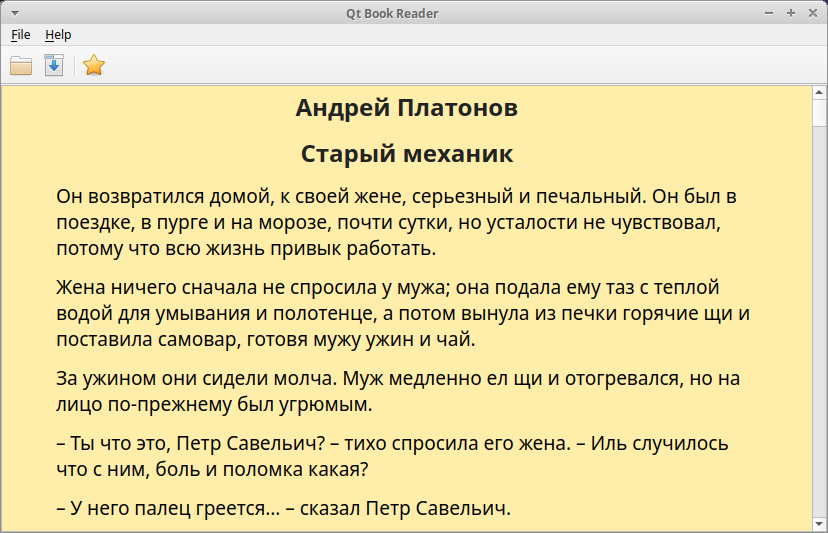 Qt Book Reader
File Help
Андрей Платонов
Старый механик
Он возвратился домой, к своей жене, серьезный и печальный. Он был в
поездке, в пурге и на морозе, почти сутки, но усталости не чувствовал,
потому что всю жизнь привык работать.
Жена ничего сначала не спросила у мужа; она подала ему таз с теплой
водой для умывания и полотенце, а потом вынула из печки горячие щи и
поставила самовар, готовя мужу ужин и чай.
За ужином они сидели молча. Муж медленно ел щи и отогревался, но на
лицо по-прежнему был угрюмым.
– Ты что это, Петр Савельич? – тихо спросила его жена. – Иль случилось
что с ним, боль и поломка какая?
– У него палец греется… – сказал Петр Савельич.